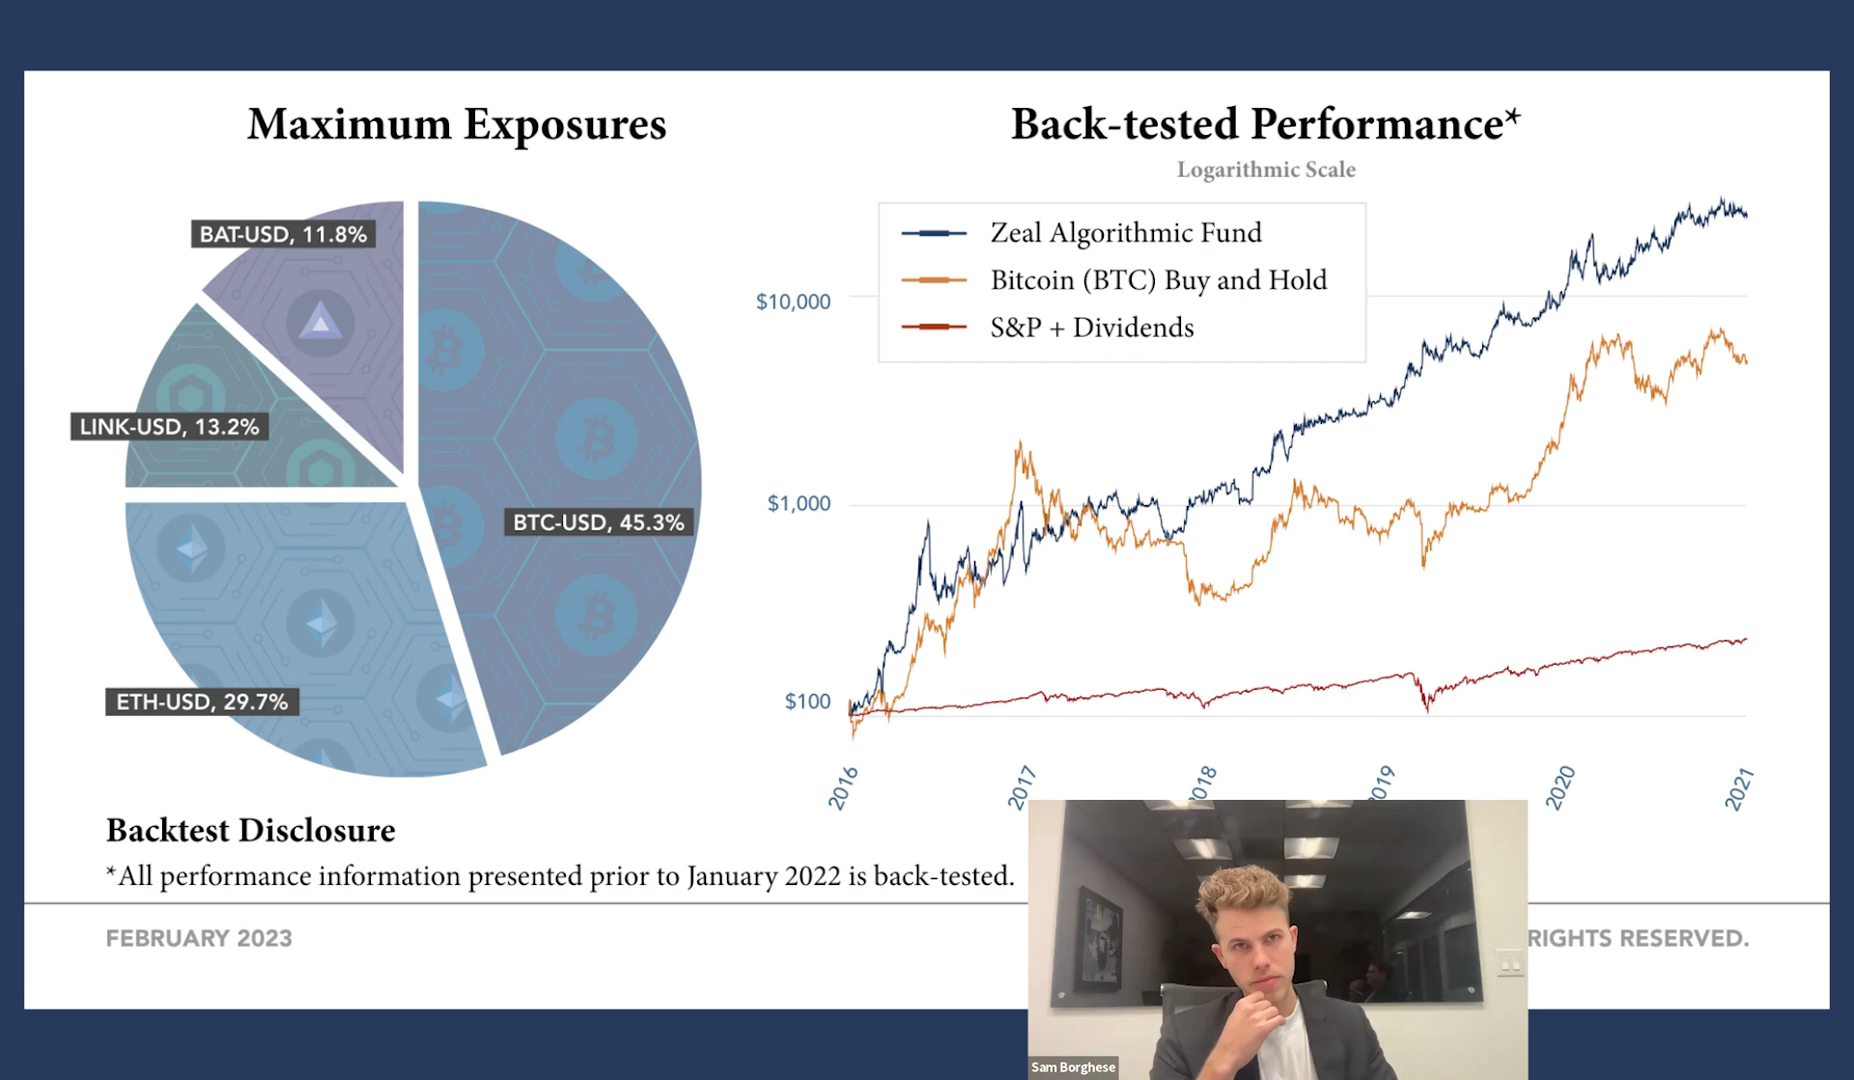 Maximum Exposures
BAT-USD, 11.8%
LINK-USD, 13.2%
BTC-USD, 45.3%
ETH-USD, 29.7%
Back-tested Performance*
Logarithmic Scale
Zeal Algorithmic Fund
Bitcoin (BTC) Buy and Hold
S&P + Dividends
$10,000
$1,000
$100
2016
2017
018
019
2020
2021
Backtest Disclosure
*All performance information presented prior to January 2022 is back-tested.
FEBRUARY 2023
RIGHTS RESERVED.
Sam Borghese